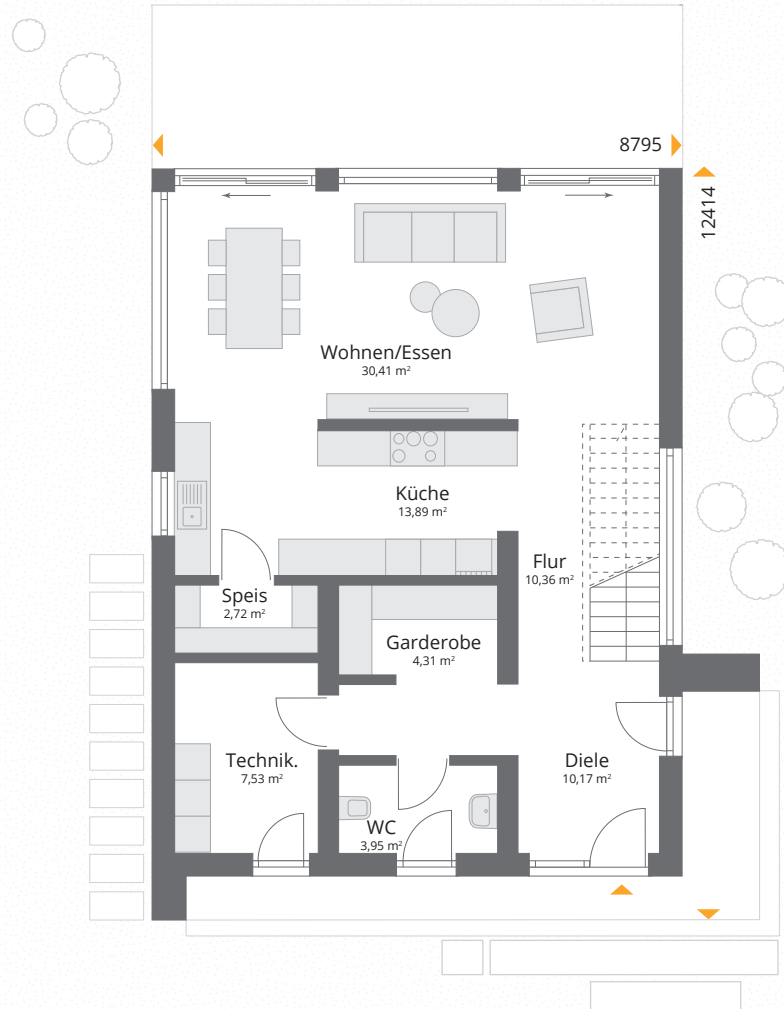 8795
12414
Wohnen/Essen
30,41 m²
Küche
13,89 m²
Flur
10,36 m²
Speis
2,72 m²
Garderobe
4,31 m²
Technik.
7,53 m²
Diele
10,17 m²
WC
3,95 m²